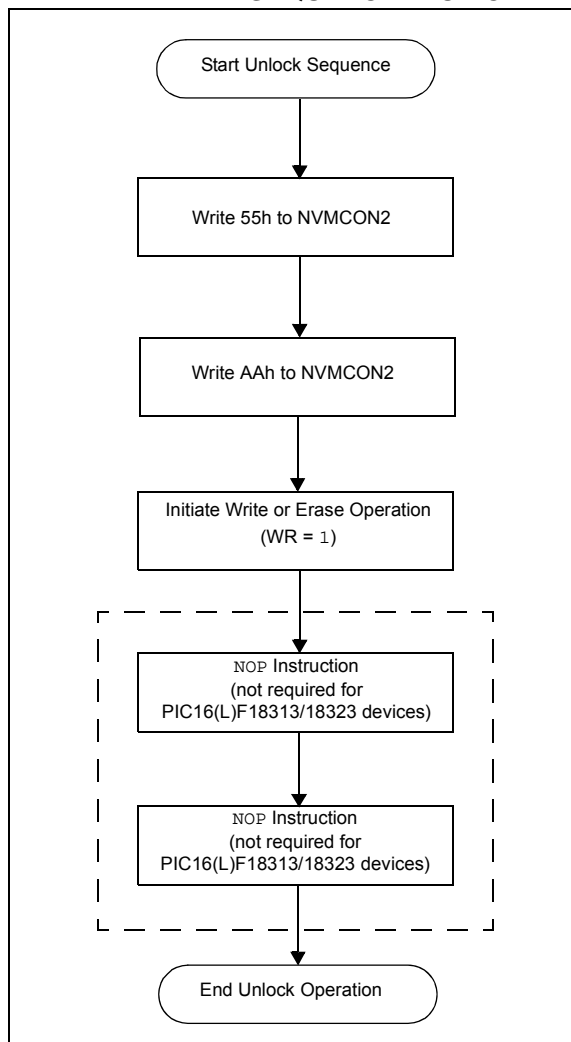 Start Unlock Sequence
Write 55h to NVMCON2
Write AAh to NVMCON2
Initiate Write or Erase Operation
(WR = 1)
NOP Instruction
(not required for
PIC16(L)F18313/18323 devices)
NOP Instruction
(not required for
PIC16(L)F18313/18323 devices)
End Unlock Operation